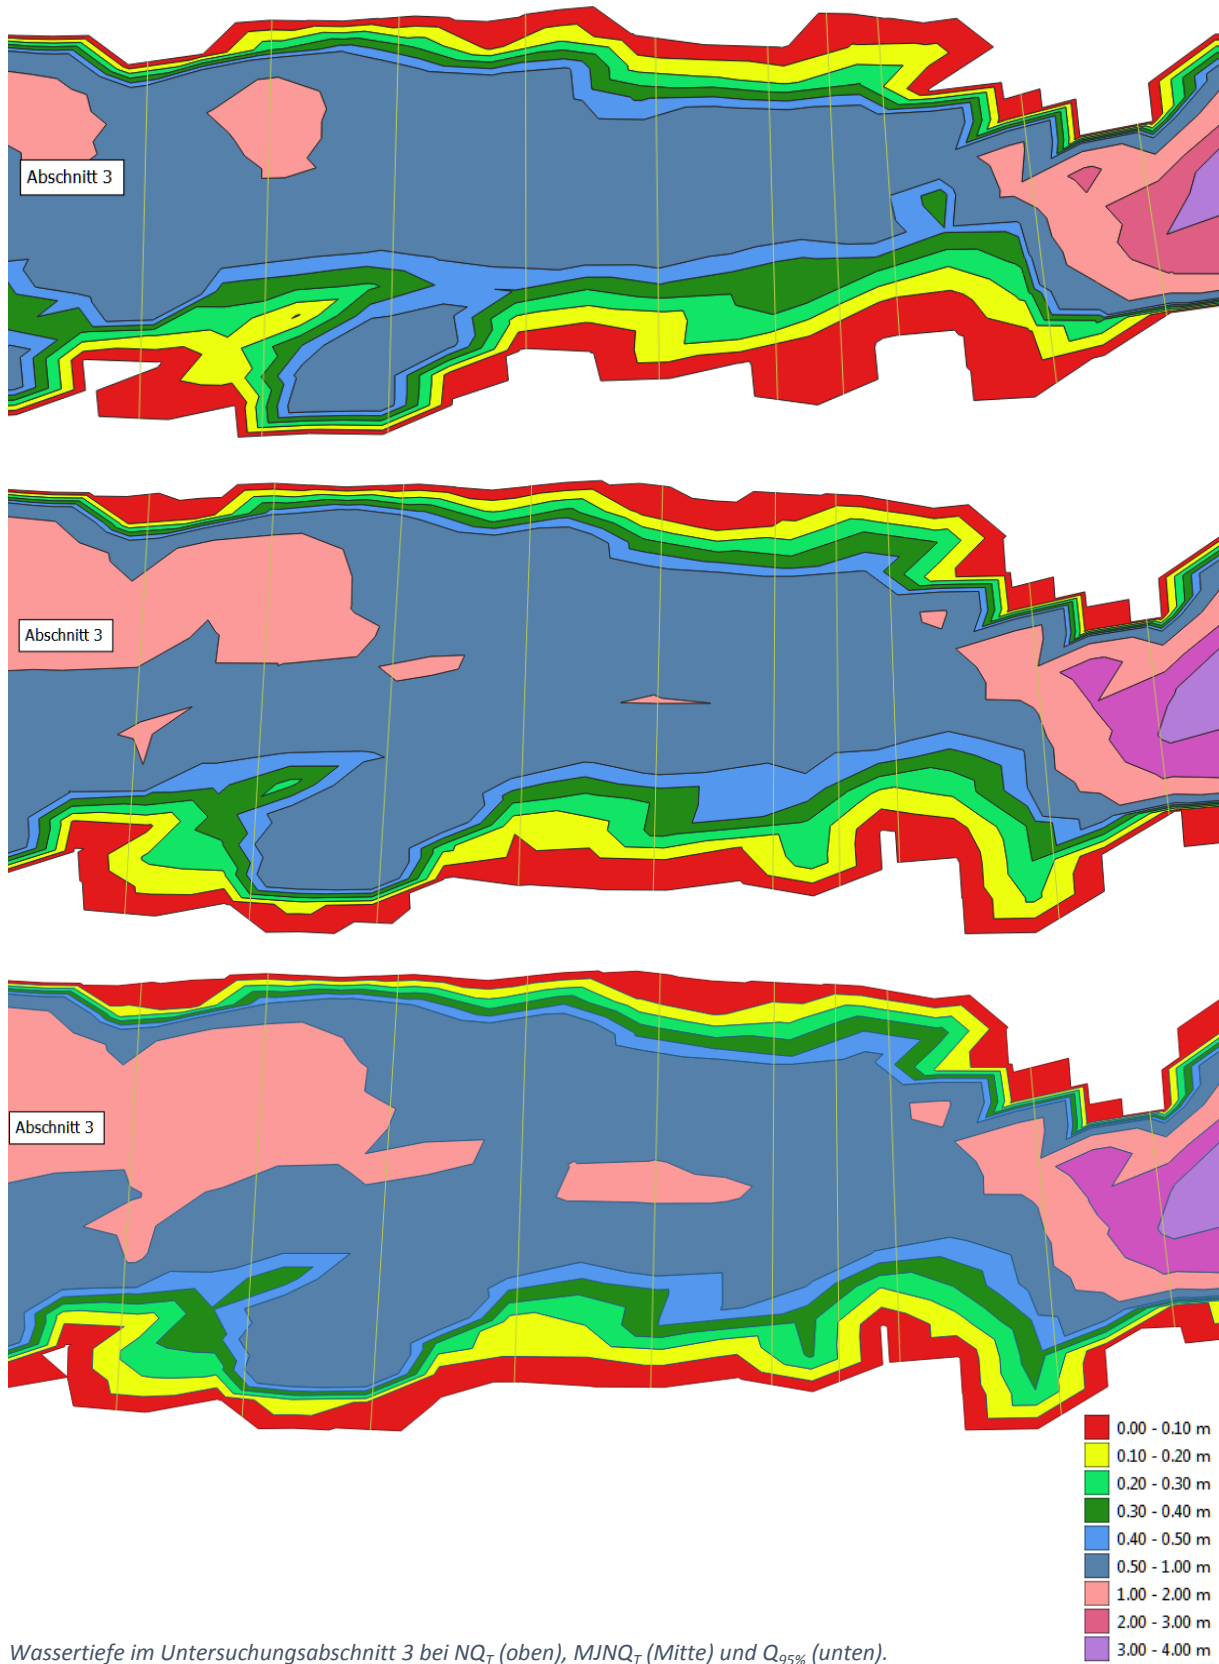 Abschnitt 3
Abschnitt 3
Abschnitt 3
0.00 - 0.10 m
0.10 - 0.20 m
0.20 - 0.30 m
0.30 - 0.40 m
0.40 - 0.50 m
0.50 - 1.00 m
1.00 - 2.00 m
2.00 - 3.00 m
3.00 - 4.00 m
Wassertiefe im Untersuchungsabschnitt 3 bei NQT (oben), MJNQT (Mitte) und Q95% (unten).